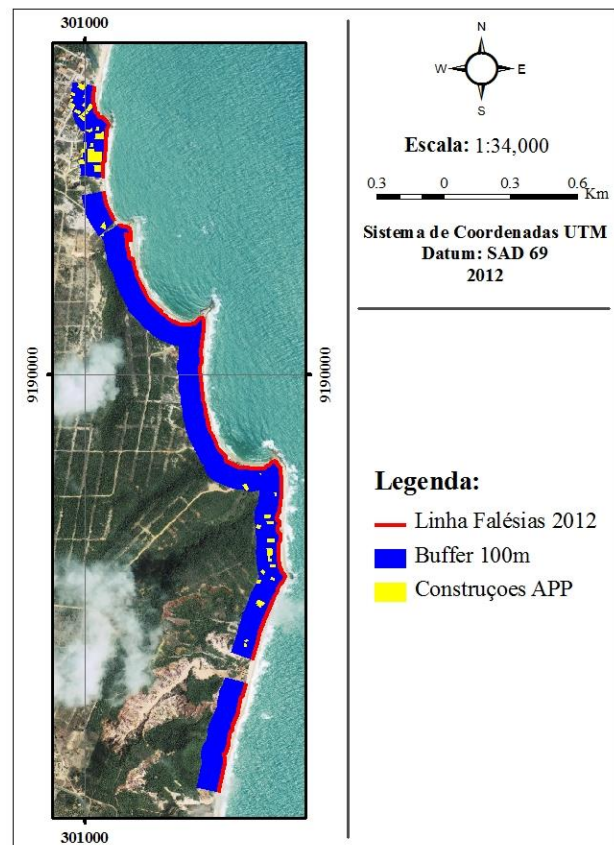 301000
N
W E
S
Escala: 1:34,000
0.3 0 0.3 0.6
Km
Sistema de Coordenadas UTM
Datum: SAD 69
2012
9190000
9190000
Legenda:
Linha Falésias 2012
Buffer 100m
Construçoes APP
301000